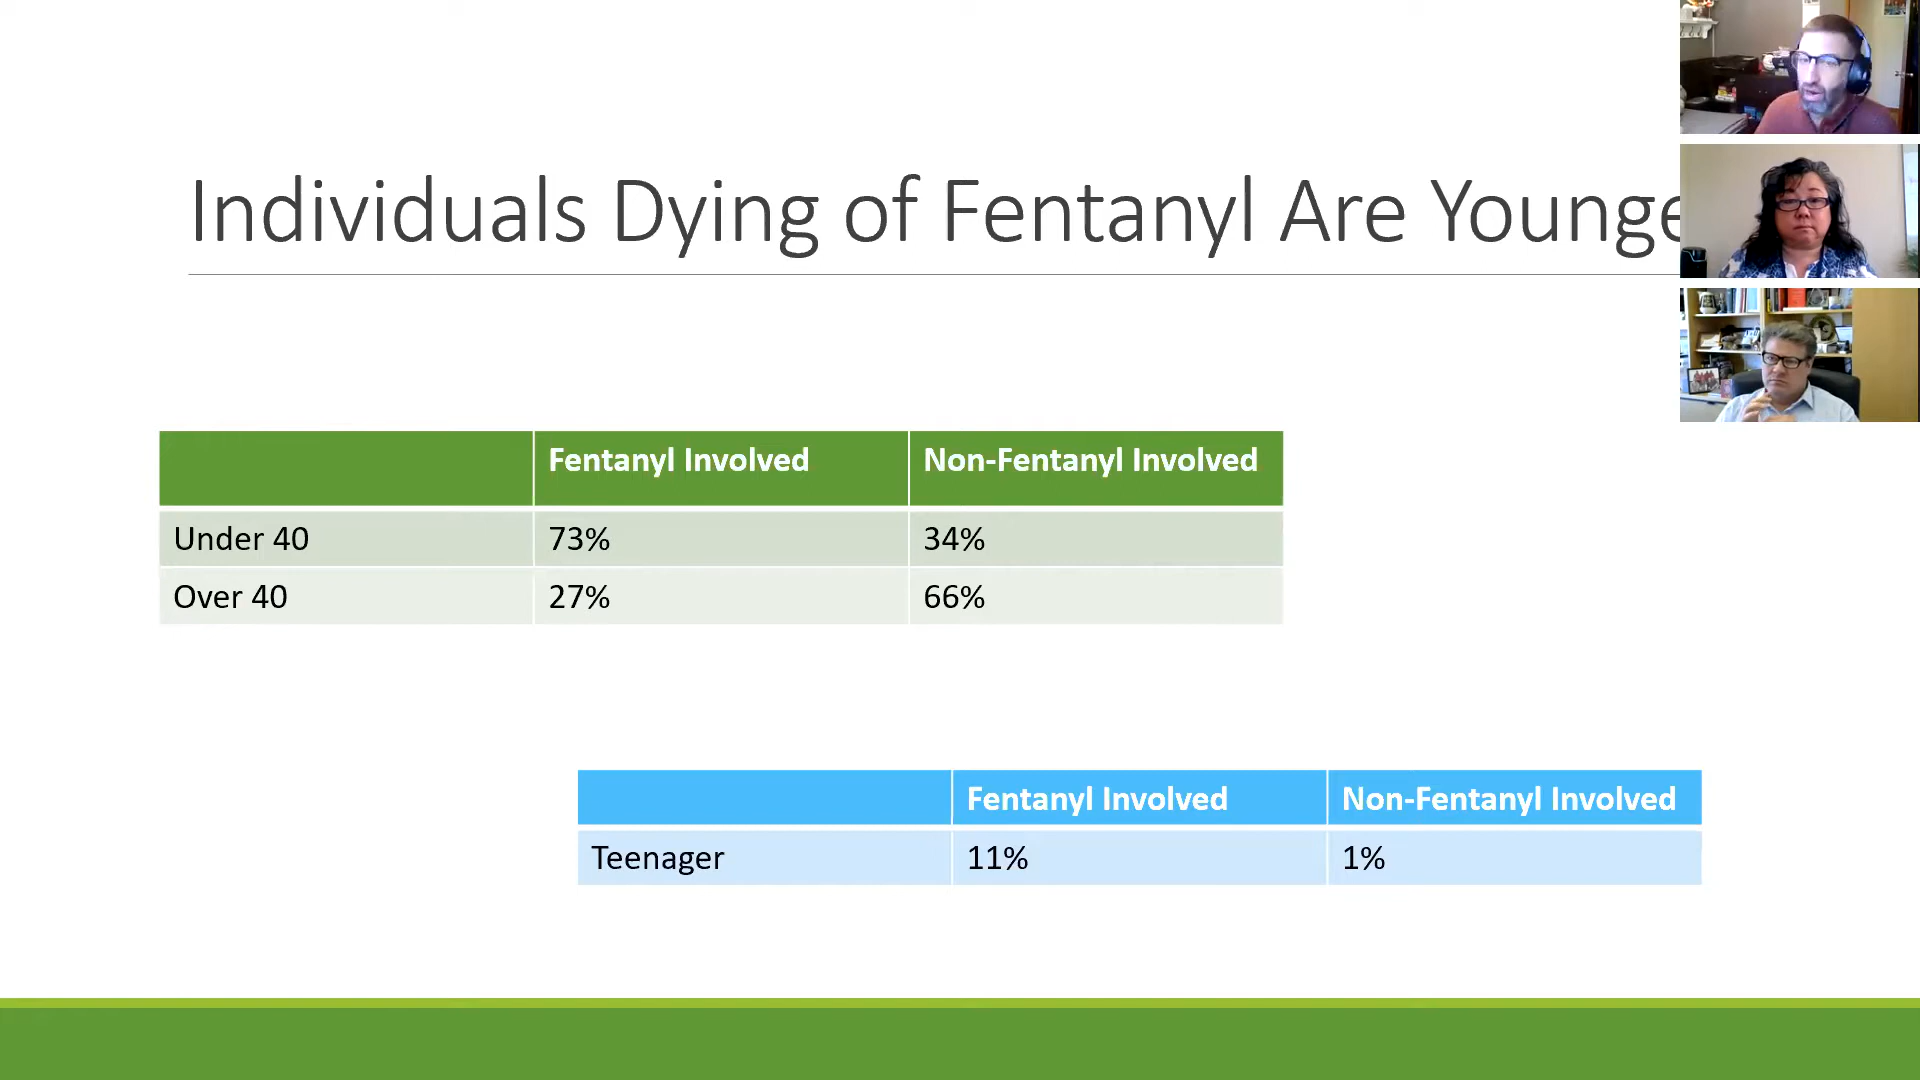 Individuals Dying of Fentanyl Are Younge
Fentanyl Involved Non-Fentanyl Involved
Under 40 73% 34%
Over 40 27% 66%
Fentanyl Involved Non-Fentanyl Involved
Teenager 11% 1%